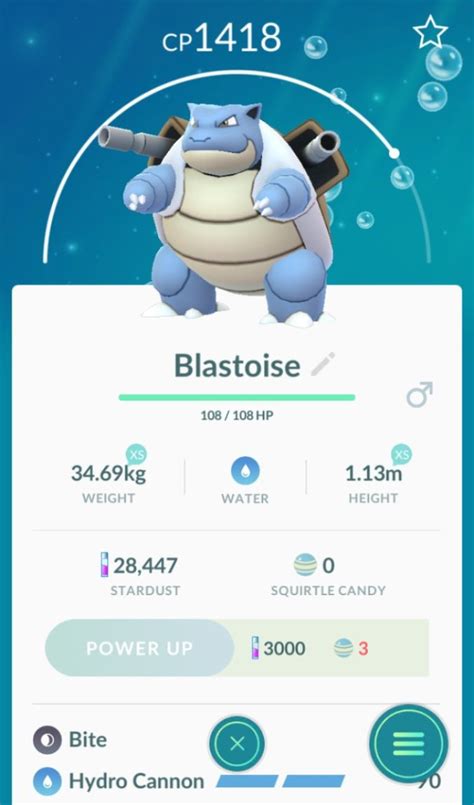 CP1418
Blastoise
108 / 108 HP
XS XS
34.69kg 1.13m
WEIGHT WATER HEIGHT
28,447 0
STARDUST SQUIRTLE CANDY
POWER UP 3000 3
Bite
Hydro Cannon 90